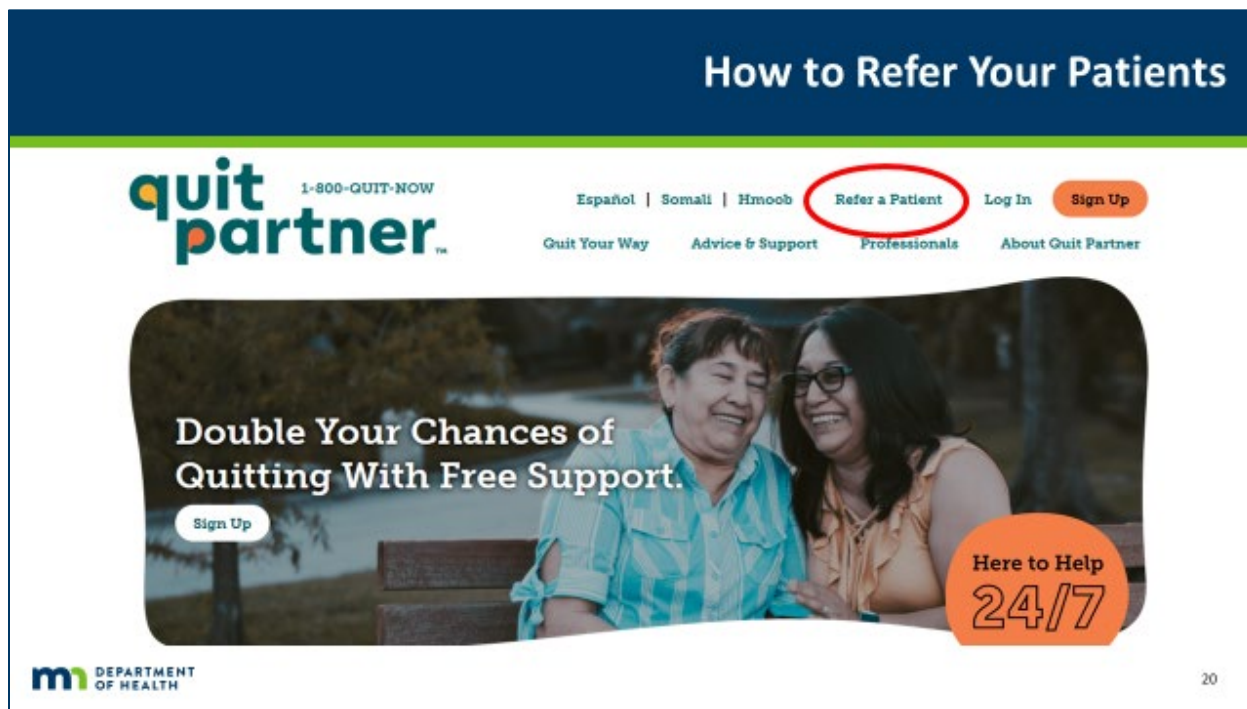 How to Refer Your Patients
quit
partner™
1-800-QUIT-NOW
Español | Somali | Hmoob
Refer a Patient
Log In
Sign Up
Quit Your Way
Advice & Support
Professionals
About Quit Partner
Double Your Chances of
Quitting With Free Support.
Sign Up
Here to Help
24/7
mn DEPARTMENT
OF HEALTH
20